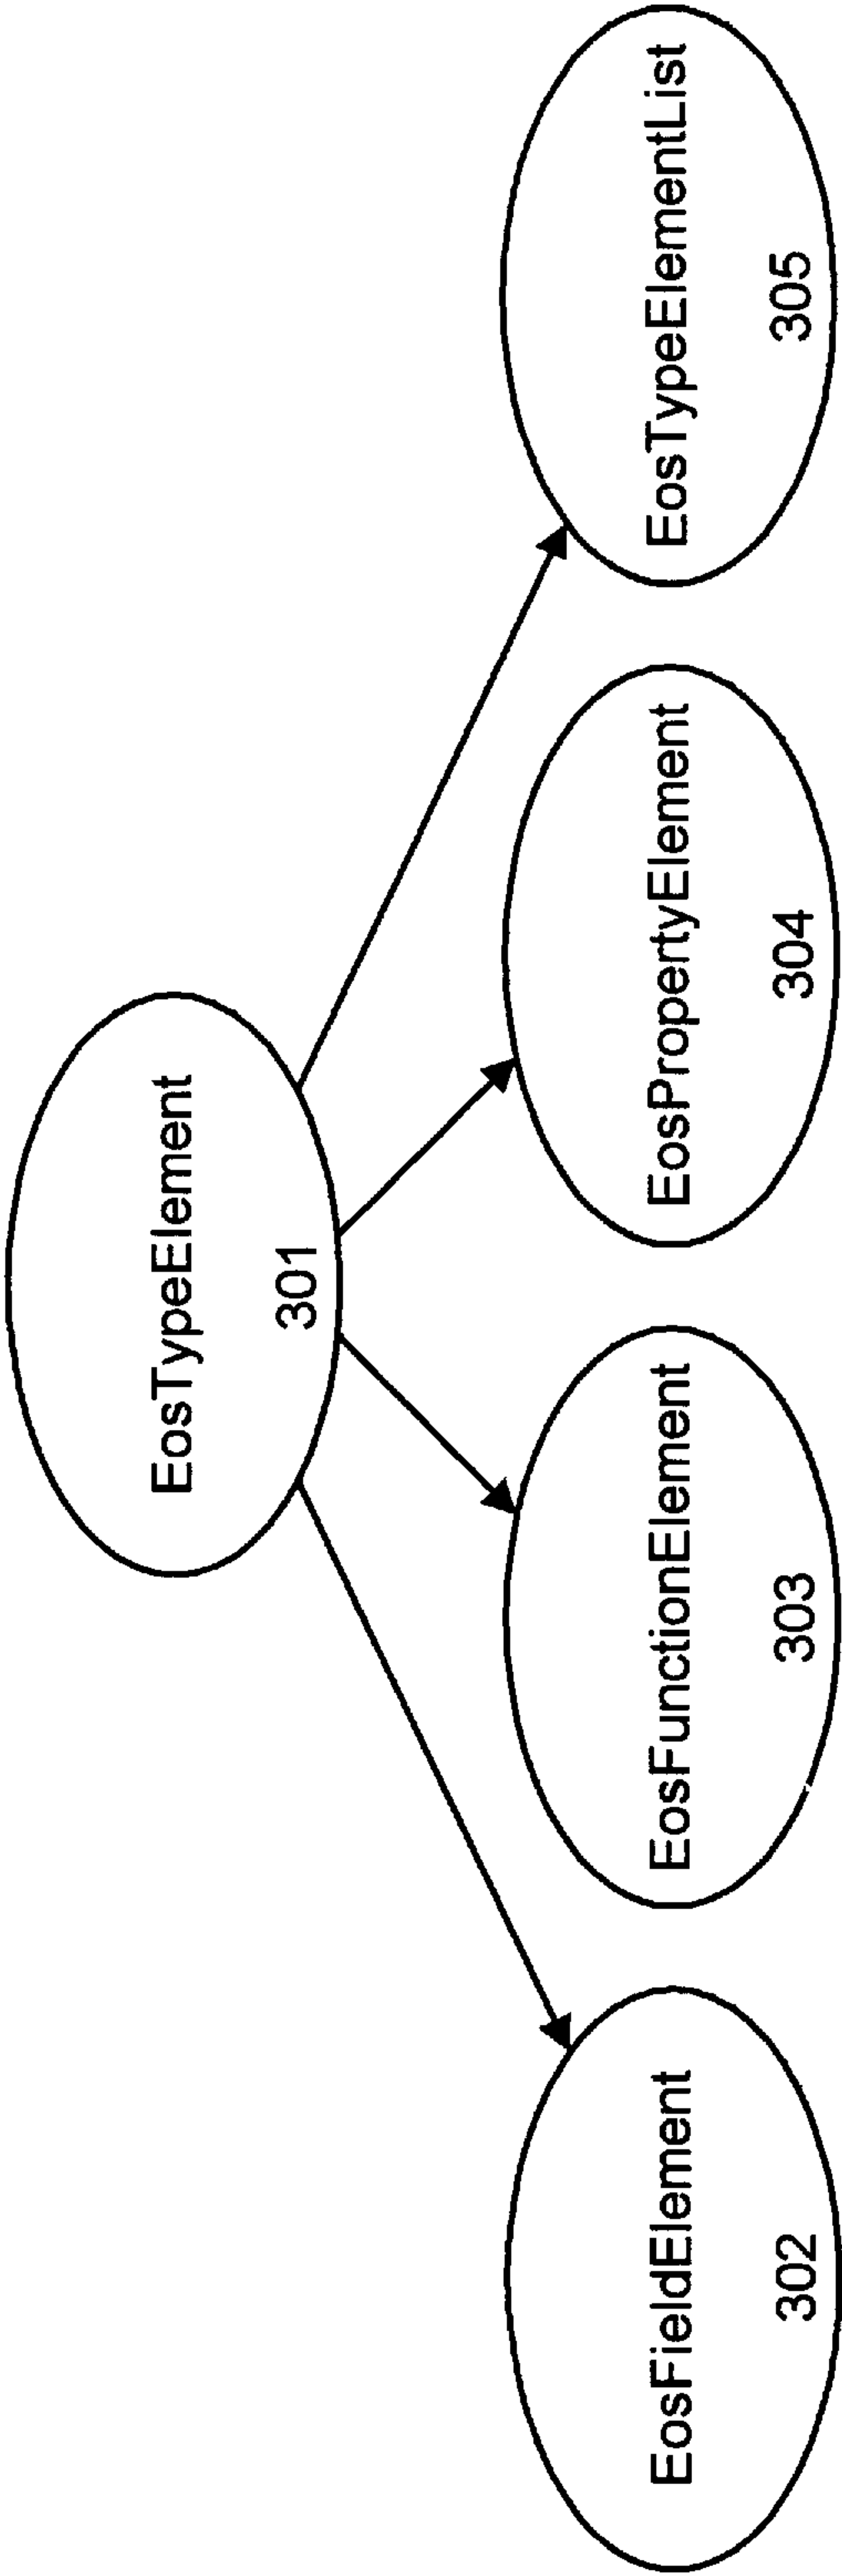 EosTypeElement
301
EosFieldElement
302
EosFunctionElement
303
EosPropertyElement
304
EosTypeElementList
305